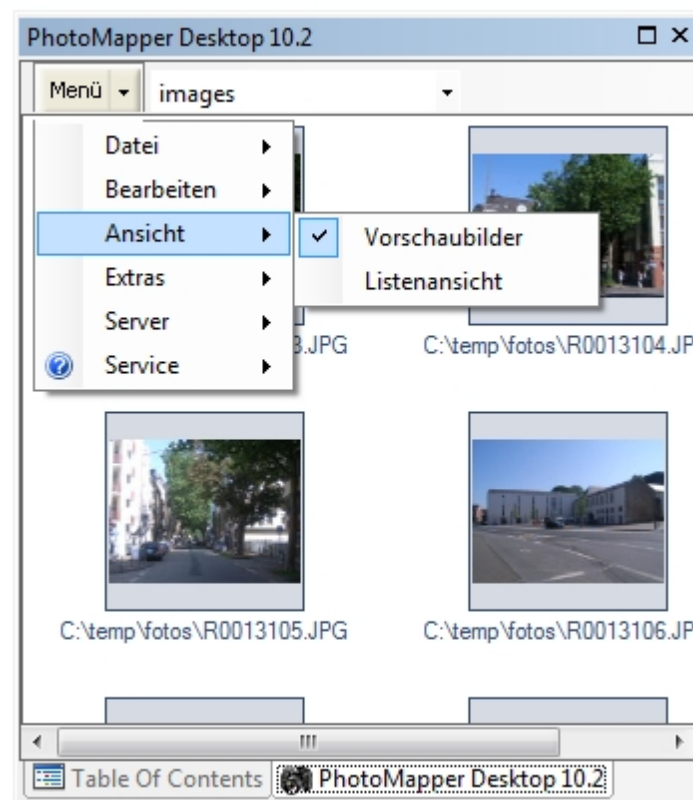 PhotoMapper Desktop 10.2
Menü images
Datei
Bearbeiten
Ansicht
Vorschaubilder
Extras
Listenansicht
Server
Service
3.JPG
C:\temp\fotos\R0013104.JP
C:\temp\fotos\R0013105.JPG
C:\temp\fotos\R0013106.JP
Table Of Contents
PhotoMapper Desktop 10.2